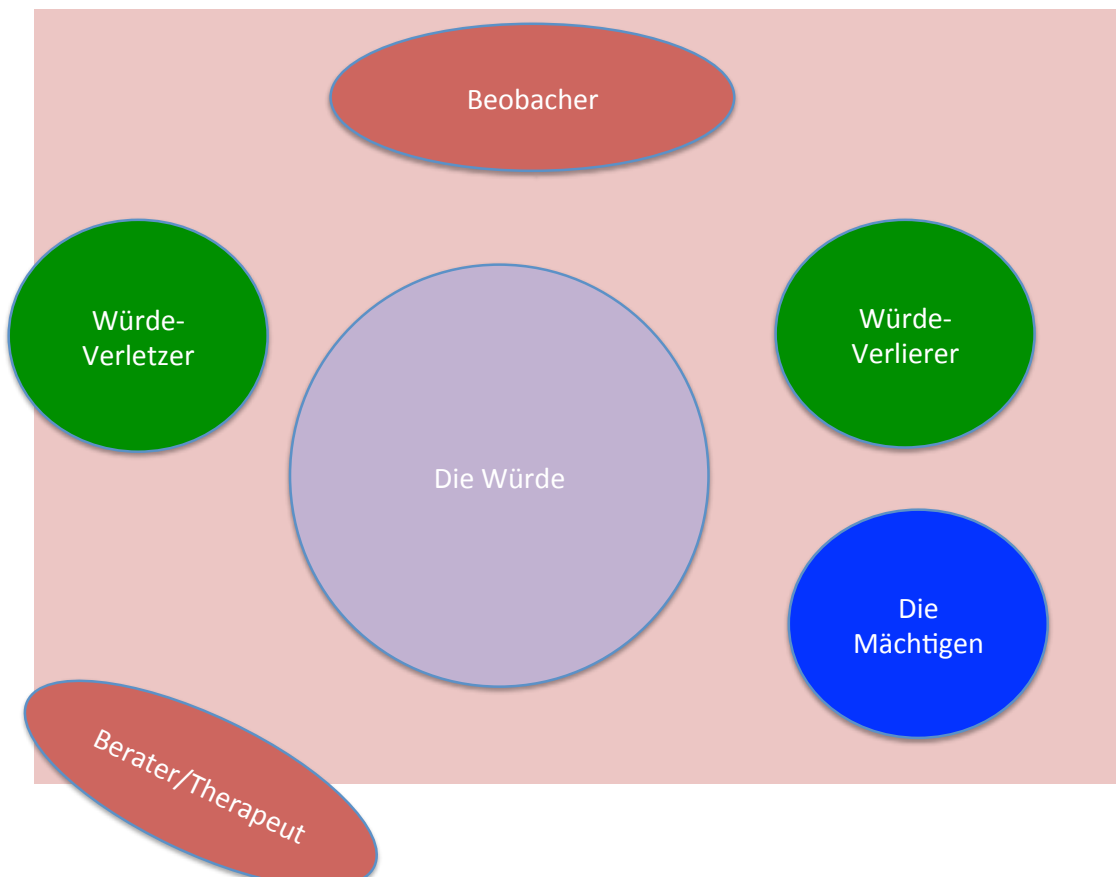 Beobacher
Würde-
Verletzer
Würde-
Verlierer
Die Würde
Die
Mächtigen
Berater/Therapeut